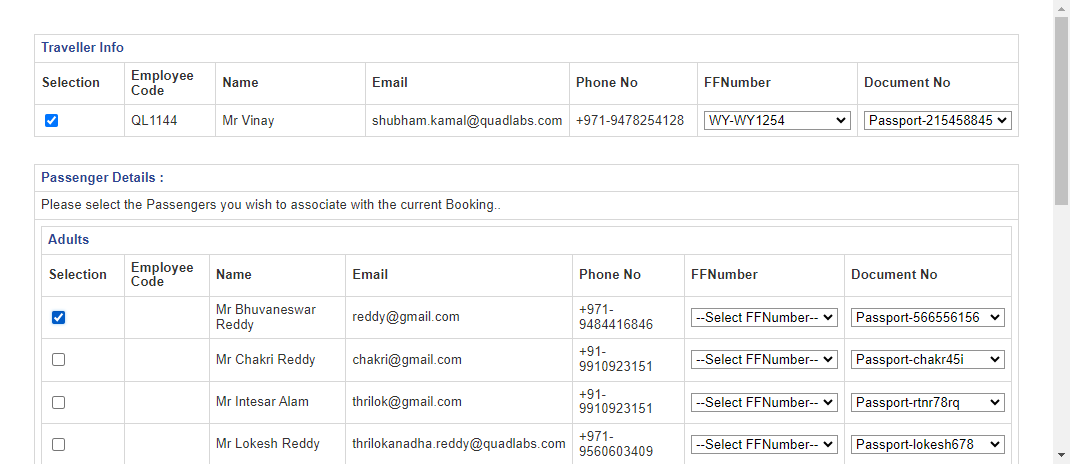 Traveller Info
Selection Employee Code Name Email Phone No FFNumber Document No
QL1144 Mr Vinay shubham.kamal@quadlabs.com +971-9478254128 WY-WY1254 Passport-215458845
Passenger Details :
Please select the Passengers you wish to associate with the current Booking..
Adults
Selection Employee Code Name Email Phone No FFNumber Document No
Mr Bhuvaneswar Reddy reddy@gmail.com +971-9484416846 --Select FFNumber-- Passport-566556156
Mr Chakri Reddy chakri@gmail.com +91-9910923151 --Select FFNumber-- Passport-chakr45i
Mr Intesar Alam thrilok@gmail.com +91-9910923151 --Select FFNumber-- Passport-rtnr78rq
Mr Lokesh Reddy thrilokanadha.reddy@quadlabs.com +971-9560603409 --Select FFNumber-- Passport-lokesh678